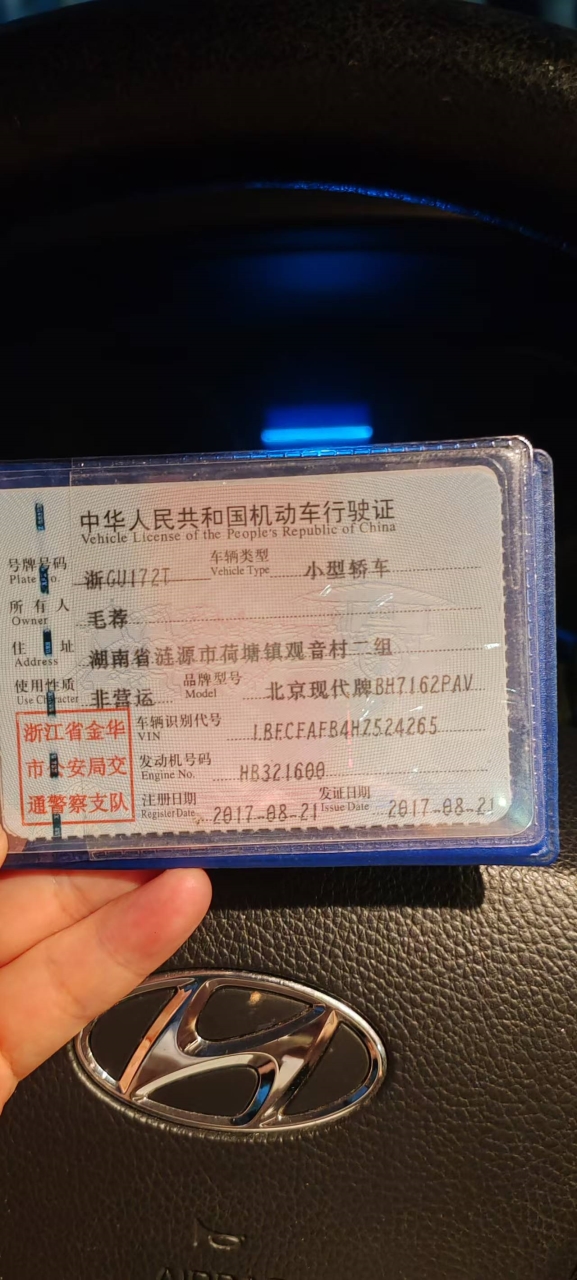 中华人民共和国机动车行驶证
Vehicle License of the People's Republic of China
号牌号码 浙GU172T 车辆类型 小型轿车
Plate No. Vehicle Type
所有人 毛荐
Owner
住址 湖南省涟源市荷塘镇观音村二组
Address
使用性质 非营运 品牌型号 北京现代牌BH7162PAV
Use Character Model
浙江省金华
市公安局交
通警察支队
车辆识别代号 LBECFAFB4HZ524265
VIN
发动机号码 HB321600
Engine No.
注册日期 2017-08-21 发证日期 2017-08-21
Register Date Issue Date